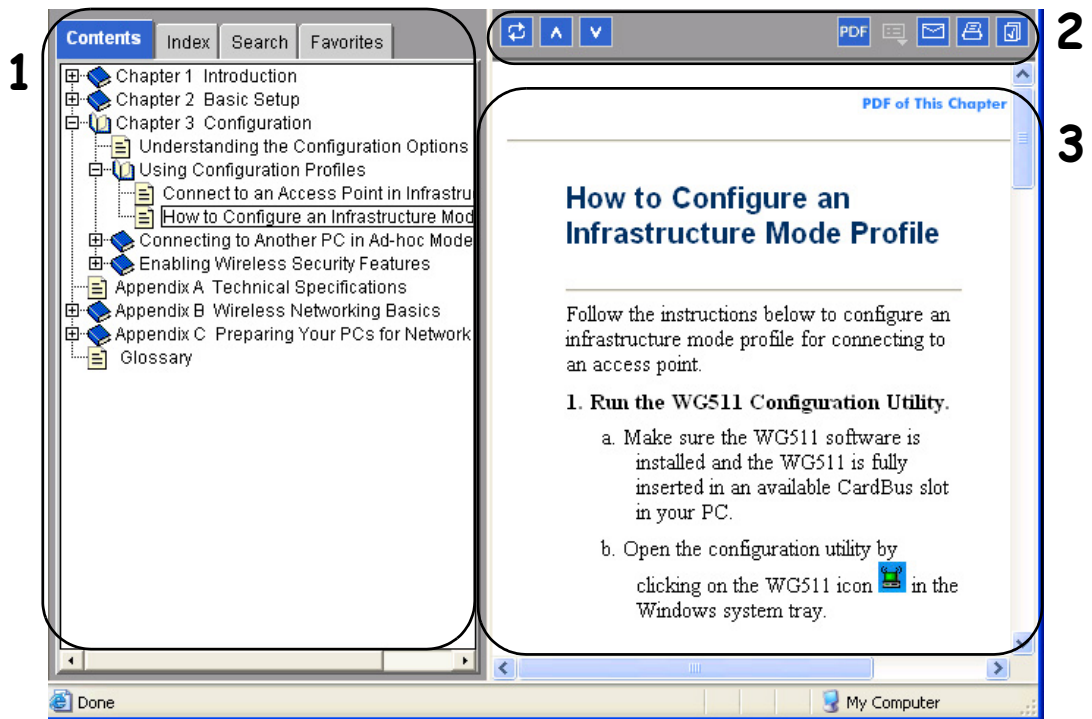 1
Contents Index Search Favorites
Chapter 1 Introduction
Chapter 2 Basic Setup
Chapter 3 Configuration
Understanding the Configuration Options
Using Configuration Profiles
Connect to an Access Point in Infrastru
How to Configure an Infrastructure Mod
Connecting to Another PC in Ad-hoc Mode
Enabling Wireless Security Features
Appendix A Technical Specifications
Appendix B Wireless Networking Basics
Appendix C Preparing Your PCs for Network
Glossary
2
PDF
3
PDF of This Chapter
How to Configure an
Infrastructure Mode Profile
Follow the instructions below to configure an
infrastructure mode profile for connecting to
an access point.
1. Run the WG511 Configuration Utility.
a. Make sure the WG511 software is
installed and the WG511 is fully
inserted in an available CardBus slot
in your PC.
b. Open the configuration utility by
clicking on the WG511 icon in the
Windows system tray.
Done
My Computer